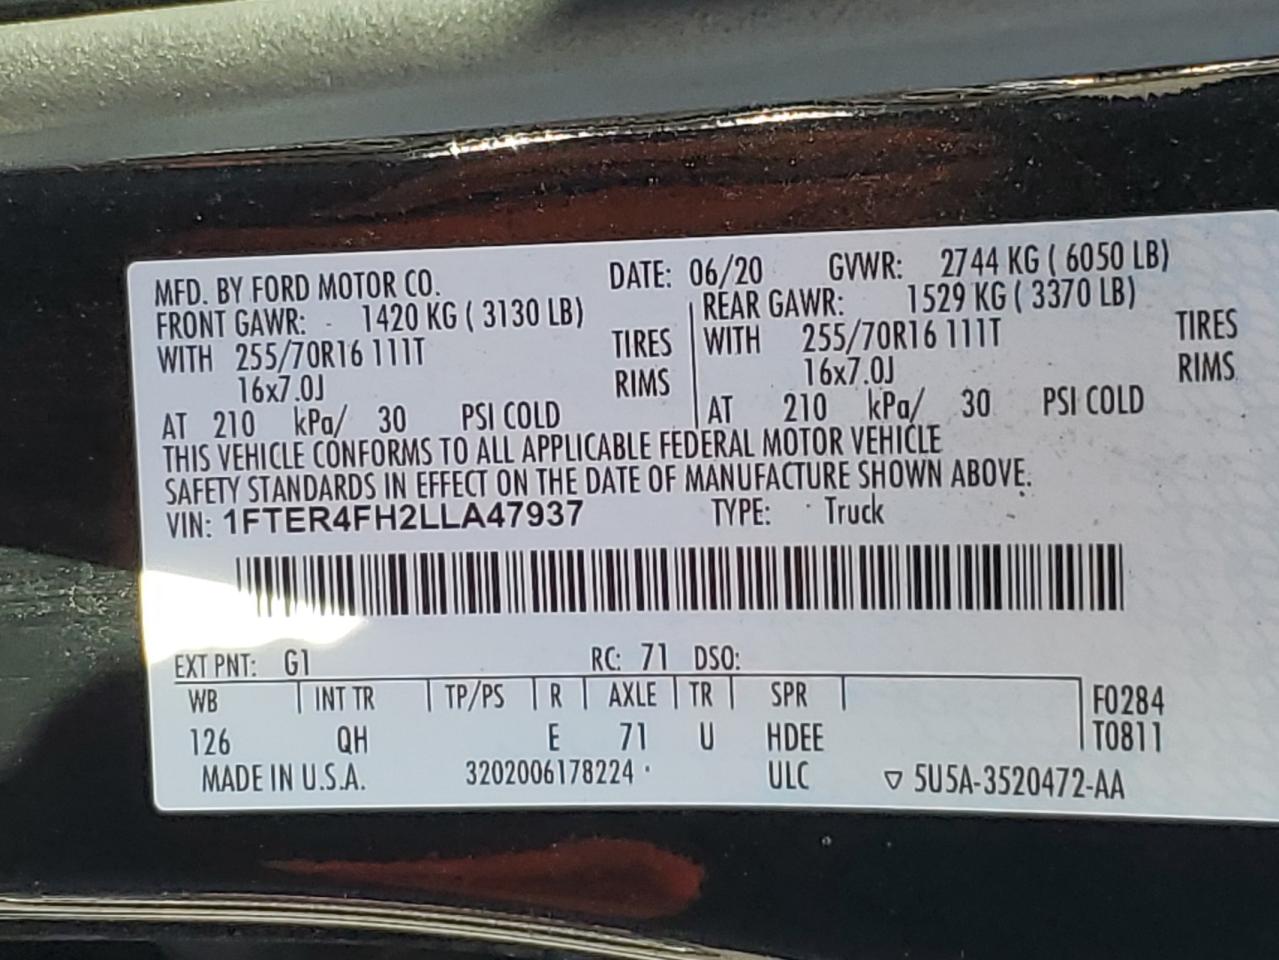 MFD. BY FORD MOTOR CO. DATE: 06/20 GVWR: 2744 KG ( 6050 LB)
FRONT GAWR: 1420 KG ( 3130 LB) REAR GAWR: 1529 KG ( 3370 LB)
WITH 255/70R16 111T TIRES WITH 255/70R16 111T TIRES
16x7.0J RIMS 16x7.0J RIMS
AT 210 kPa/ 30 PSI COLD AT 210 kPa/ 30 PSI COLD
THIS VEHICLE CONFORMS TO ALL APPLICABLE FEDERAL MOTOR VEHICLE
SAFETY STANDARDS IN EFFECT ON THE DATE OF MANUFACTURE SHOWN ABOVE.
VIN: 1FTER4FH2LLA47937 TYPE: Truck
EXT PNT: G1 RC: 71 DSO:
WB INT TR TP/PS R AXLE TR SPR F0284
126 QH E 71 U HDEE T0811
MADE IN U.S.A. 3202006178224 ULC ▽ 5U5A-3520472-AA